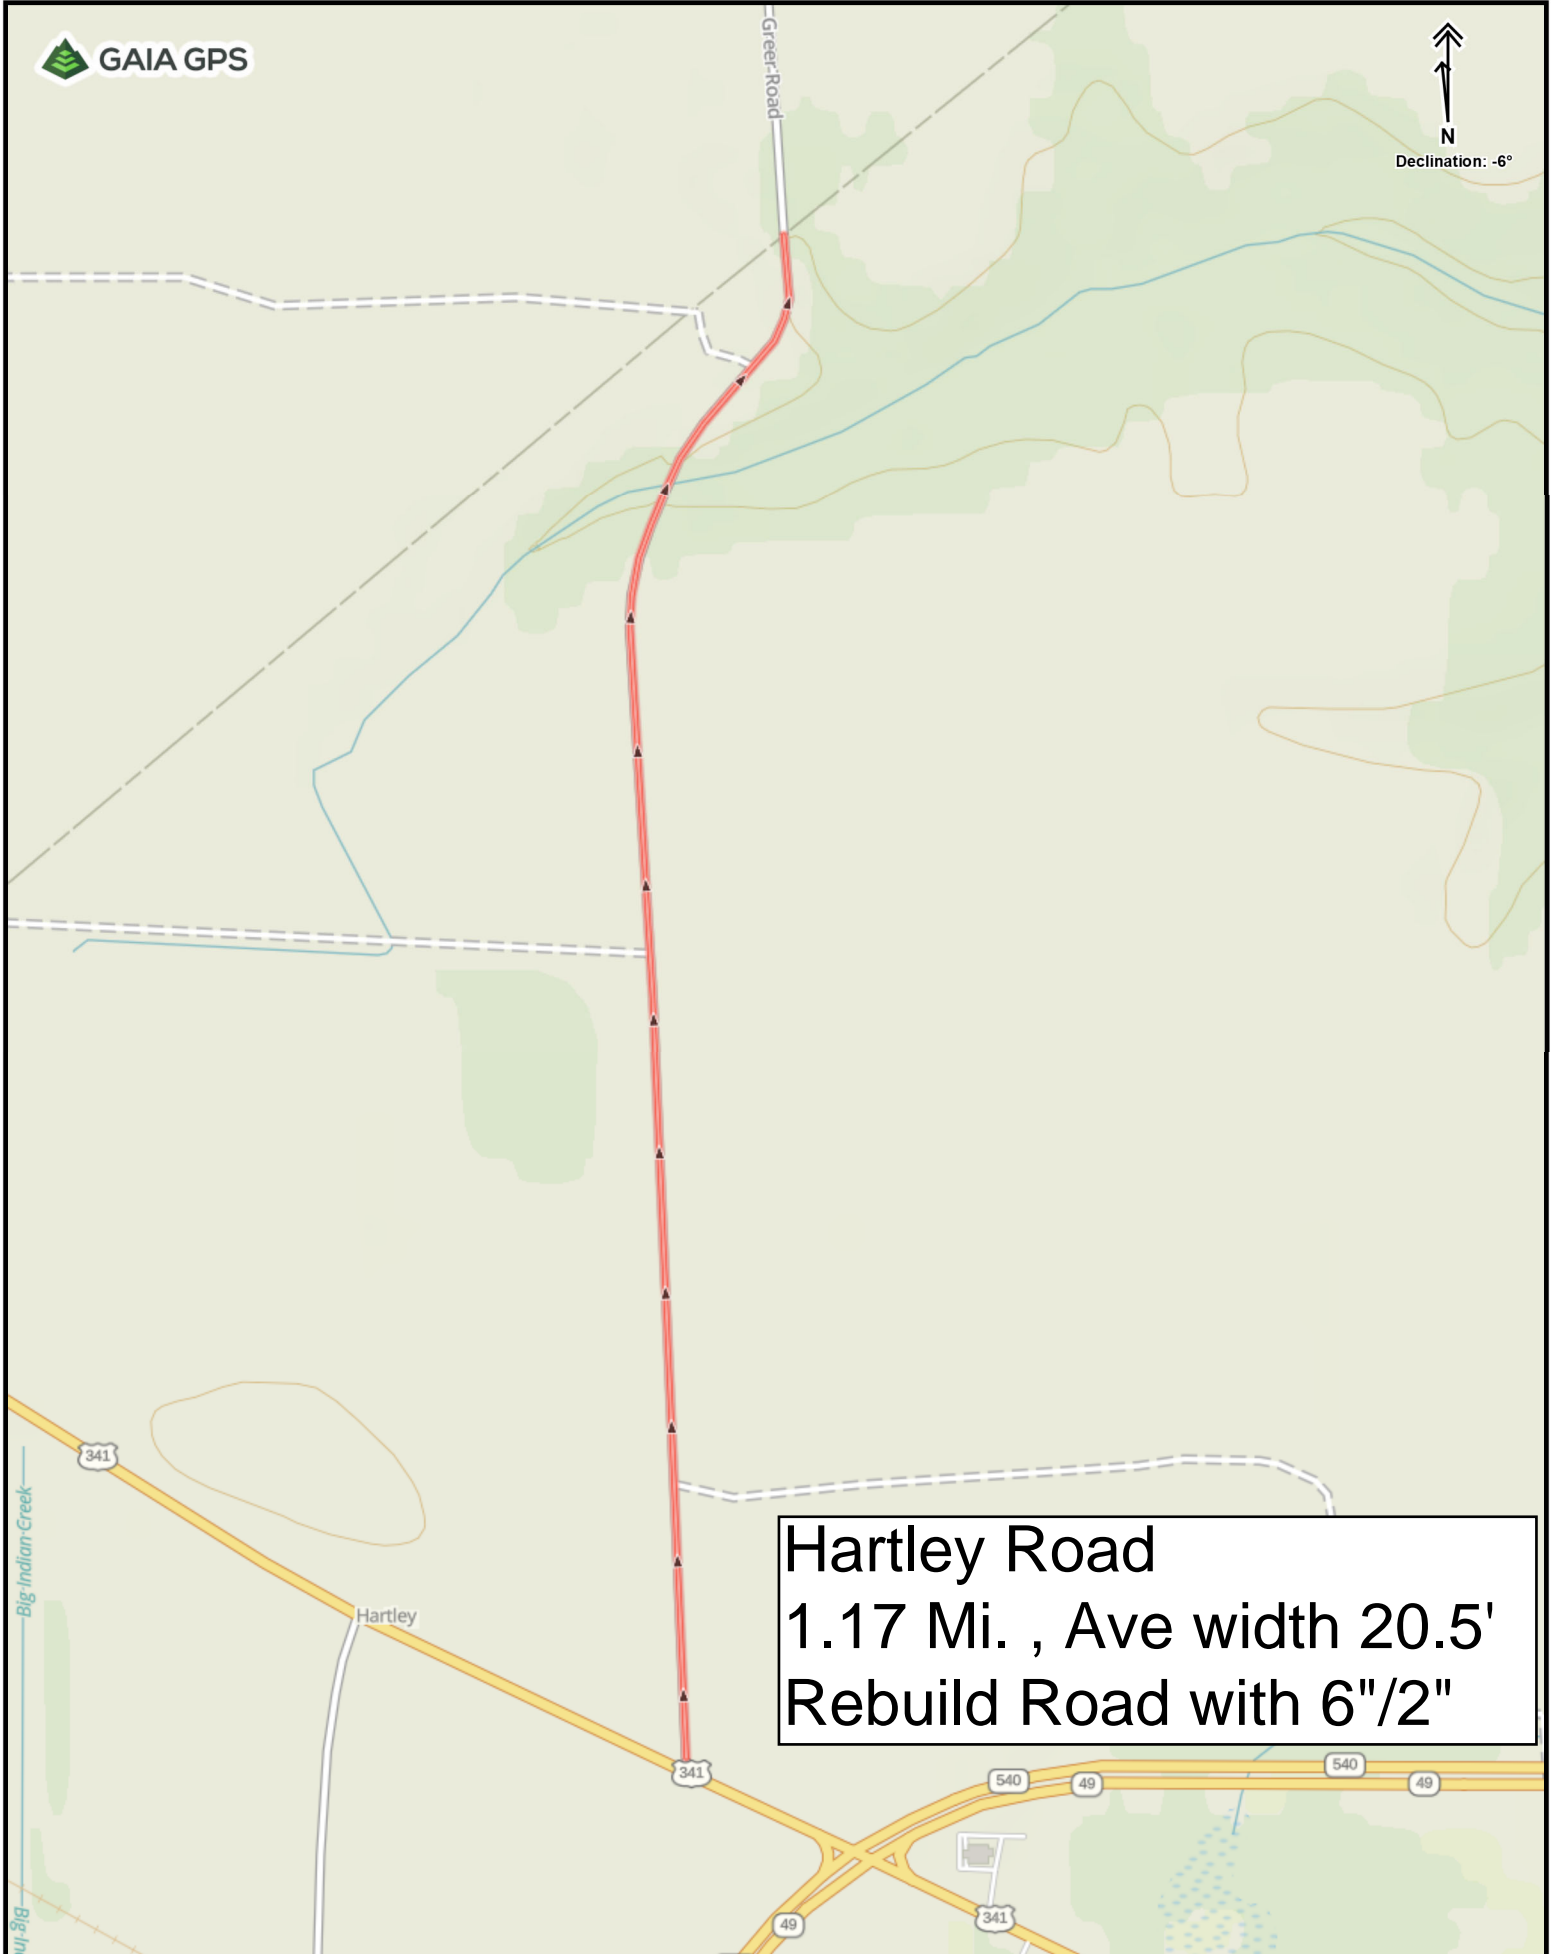 GAIA GPS
Greer Road
N
Declination: -6°
341
Big Indian Creek
Hartley
Hartley Road
1.17 Mi. , Ave width 20.5'
Rebuild Road with 6"/2"
341
540
540
49
49
341
49